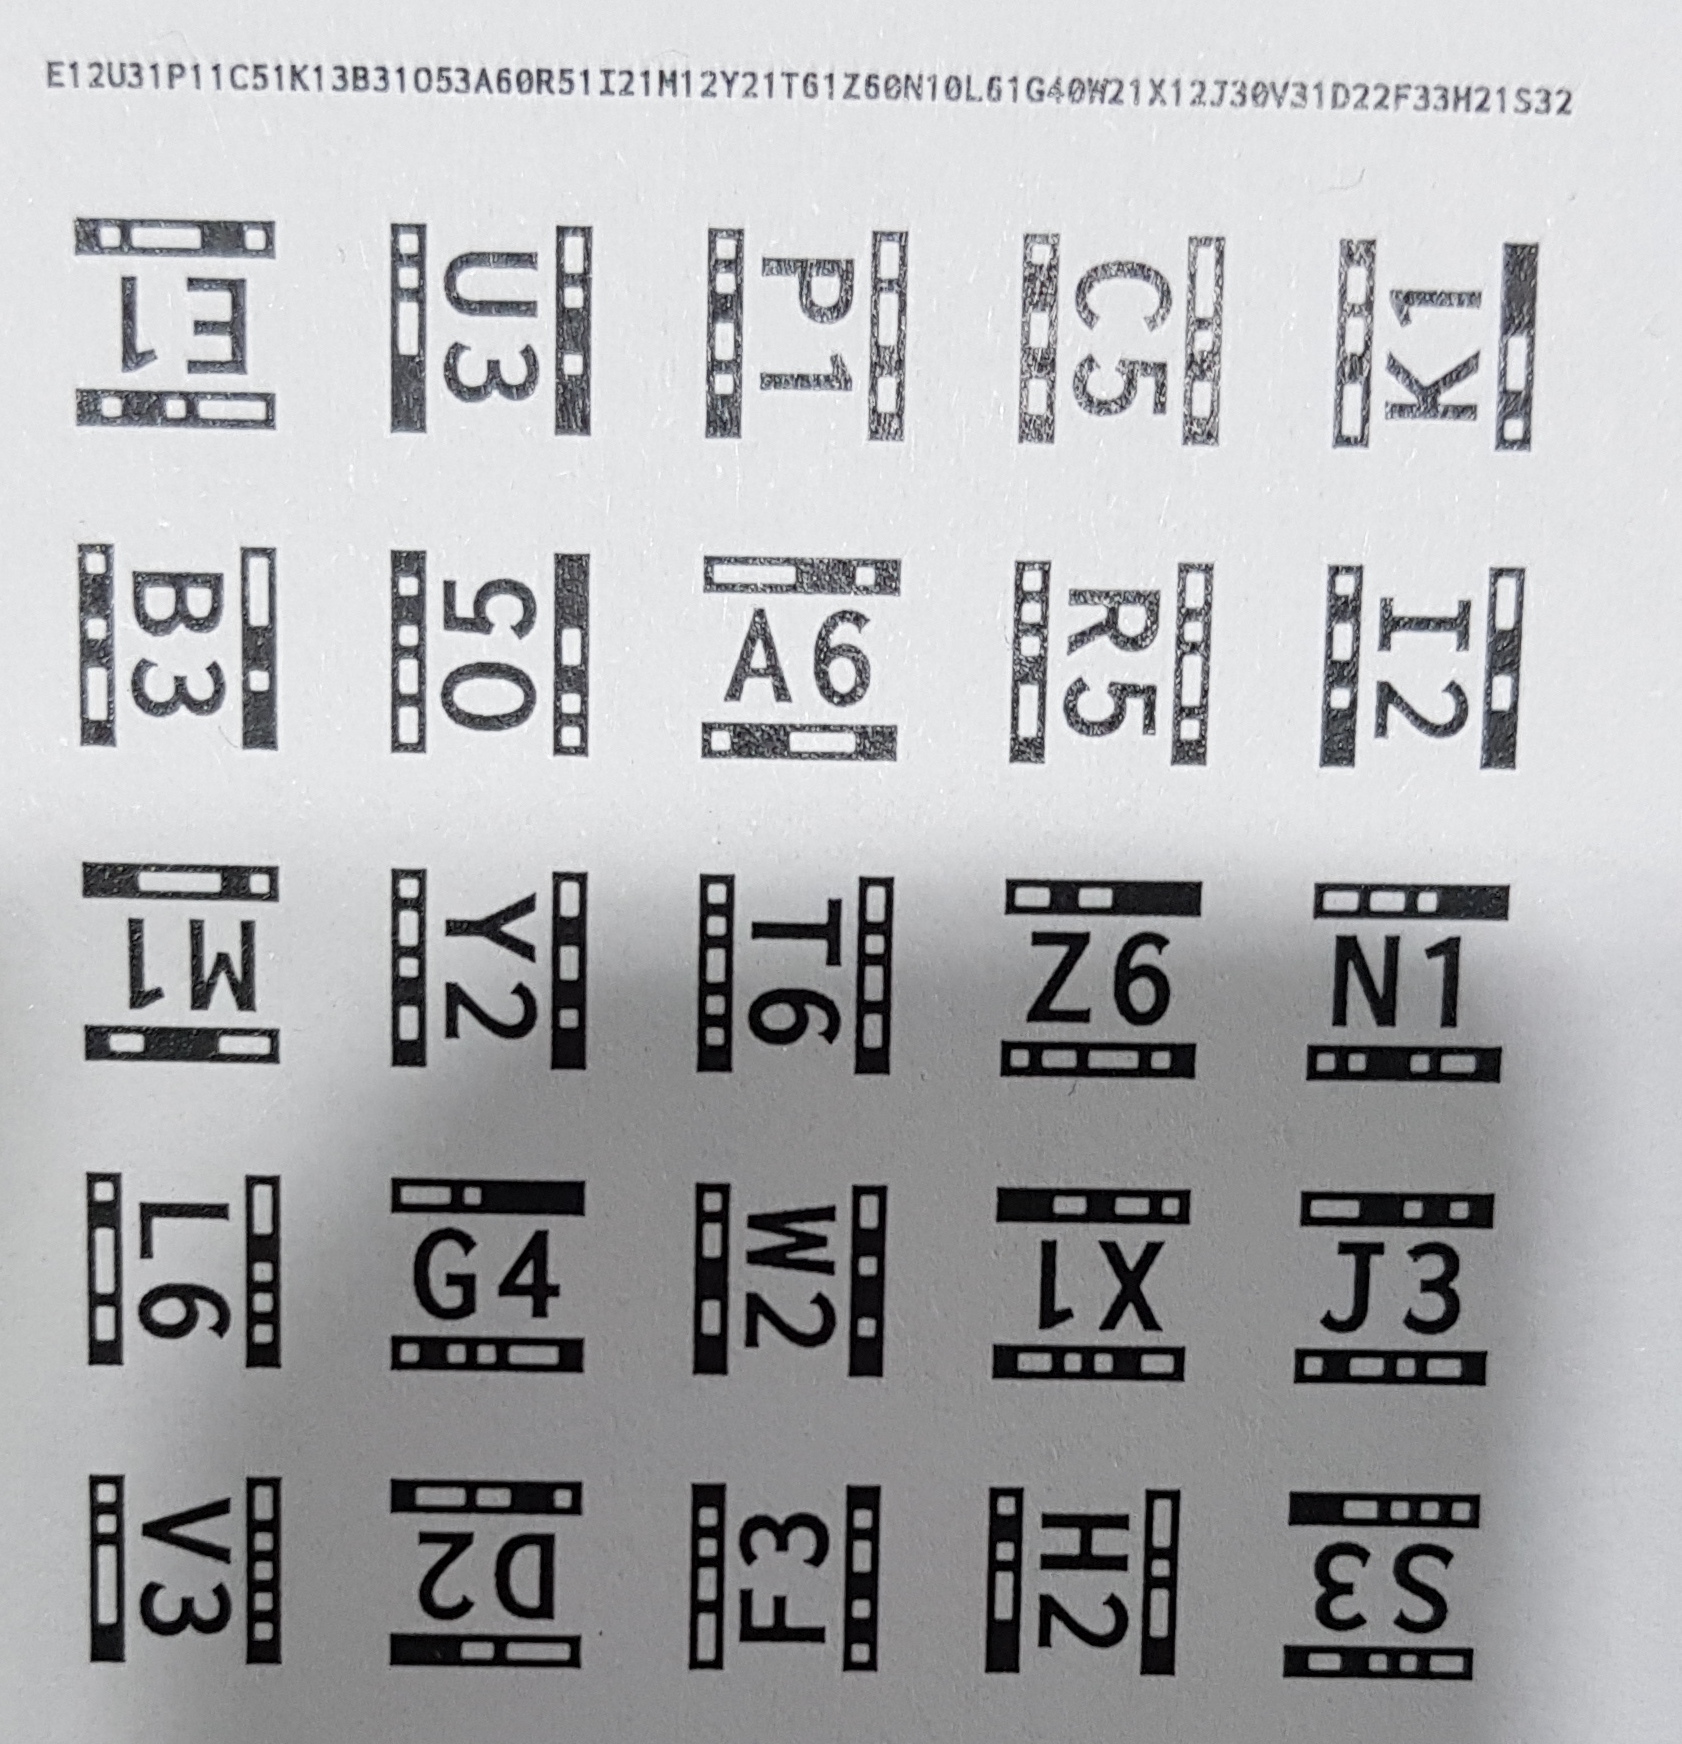 E12U31P11C51K13B31O53A60R51I21M12Y21T61Z60N10L61G40W21X12J30V31D22F33H21S32
E1 U3 P1 C5 K1
B3 O5 A6 R5 I2
M1 Y2 T6 Z6 N1
L6 G4 W2 X1 J3
V3 D2 F3 H2 S3